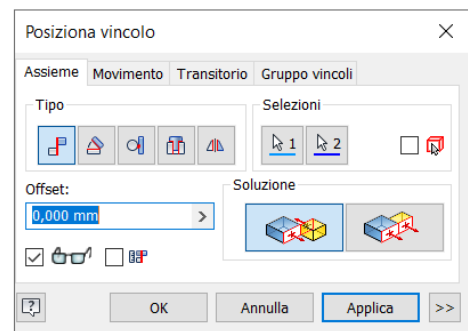 Posiziona vincolo
Assieme Movimento Transitorio Gruppo vincoli
Tipo
Selezioni
1 2
Offset:
Soluzione
0,000 mm
OK Annulla Applica >>